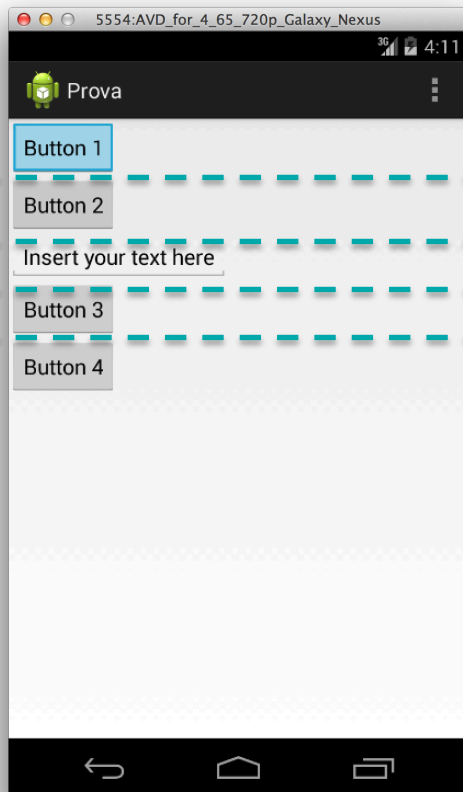 5554:AVD_for_4_65_720p_Galaxy_Nexus
3G 4:11
Prova
Button 1
Button 2
Insert your text here
Button 3
Button 4